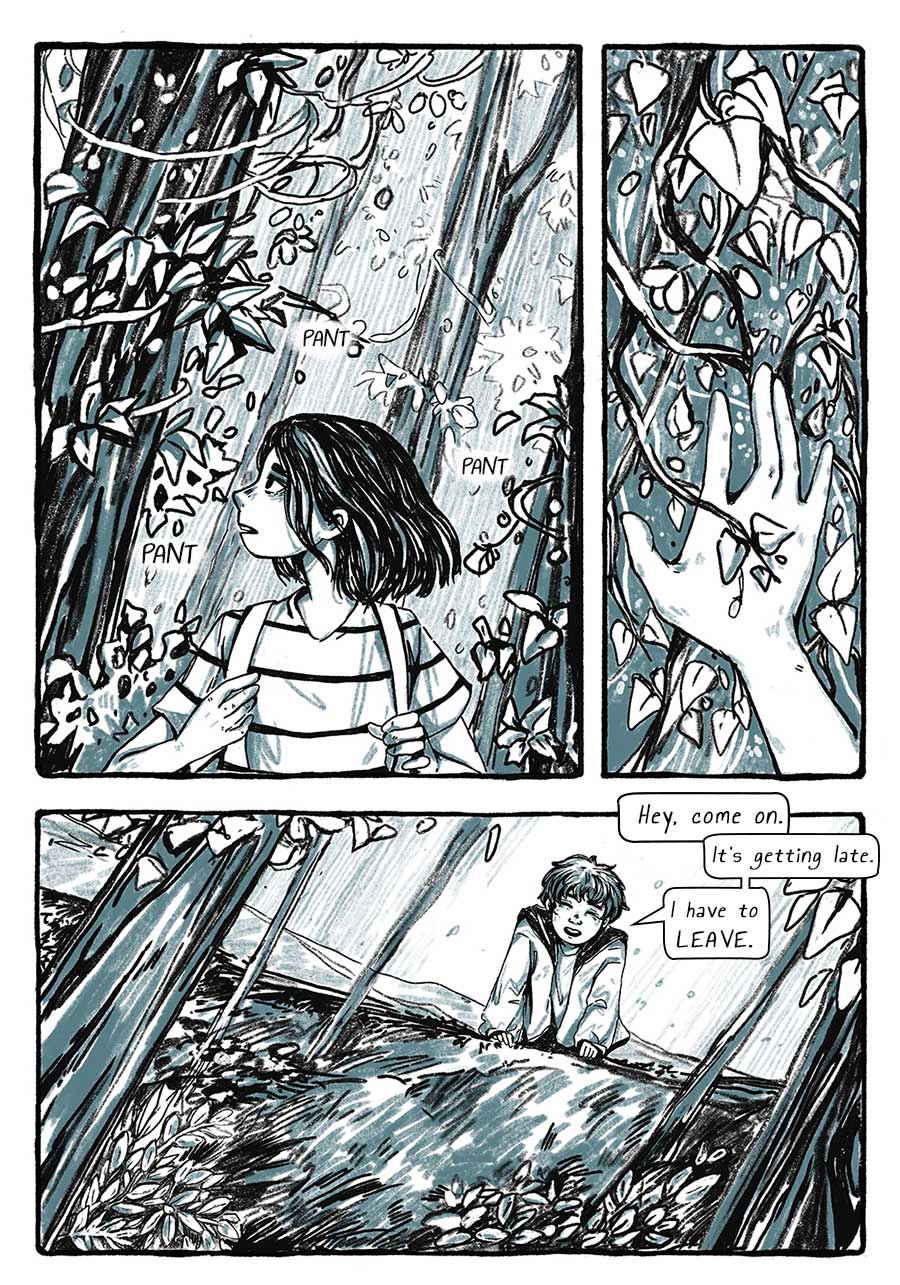 PANT
PANT
PANT
Hey, come on.
It's getting late.
I have to
LEAVE.